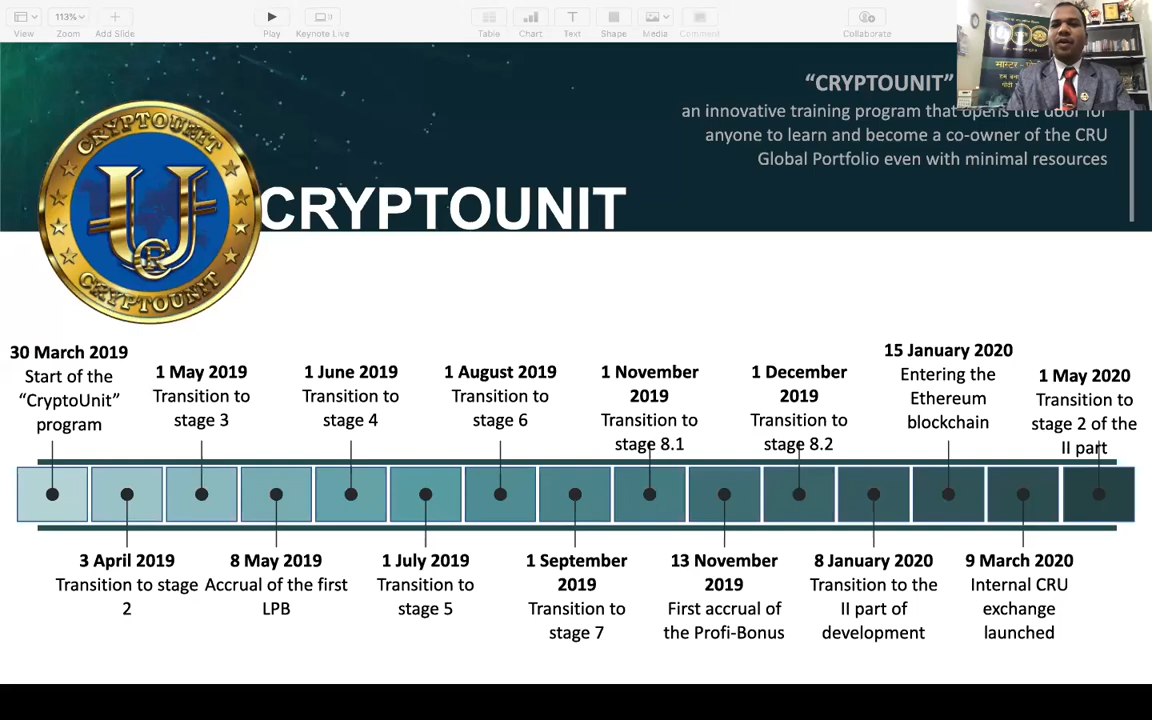 113%
View
Zoom
Add Slide
Play
Keynote Live
Table
Chart
Text
Shape
Media
Comment
Collaborate
“CRYPTOUNIT”
an innovative training program that opens the door for
anyone to learn and become a co-owner of the CRU
Global Portfolio even with minimal resources
CRYPTOUNIT
CRYPTOUNIT
CRYPTOUNIT
30 March 2019
Start of the
“CryptoUnit”
program
1 May 2019
Transition to
stage 3
1 June 2019
Transition to
stage 4
1 August 2019
Transition to
stage 6
1 November
2019
Transition to
stage 8.1
1 December
2019
Transition to
stage 8.2
15 January 2020
Entering the
Ethereum
blockchain
1 May 2020
Transition to
stage 2 of the
II part
3 April 2019
Transition to stage
2
8 May 2019
Accrual of the first
LPB
1 July 2019
Transition to
stage 5
1 September
2019
Transition to
stage 7
13 November
2019
First accrual of
the Profi-Bonus
8 January 2020
Transition to the
II part of
development
9 March 2020
Internal CRU
exchange
launched